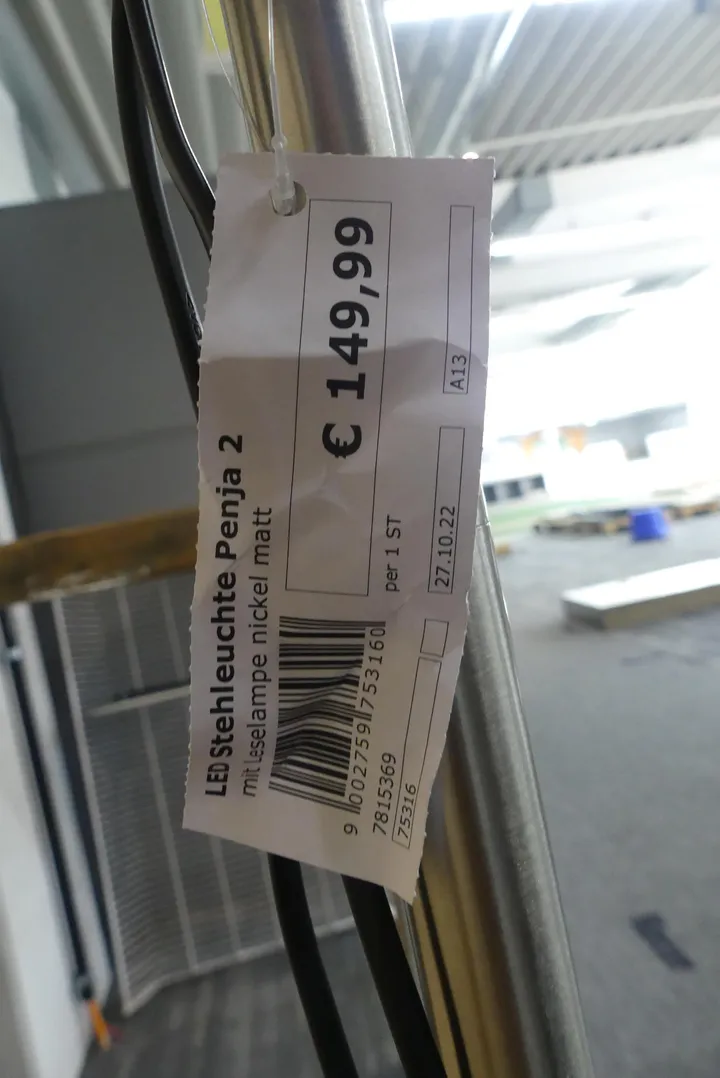 LED Stehleuchte Penja 2
mit Leselampe nickel matt
€ 149,99
per 1 ST
9 002759 753160
7815369
75316
27.10.22
A13